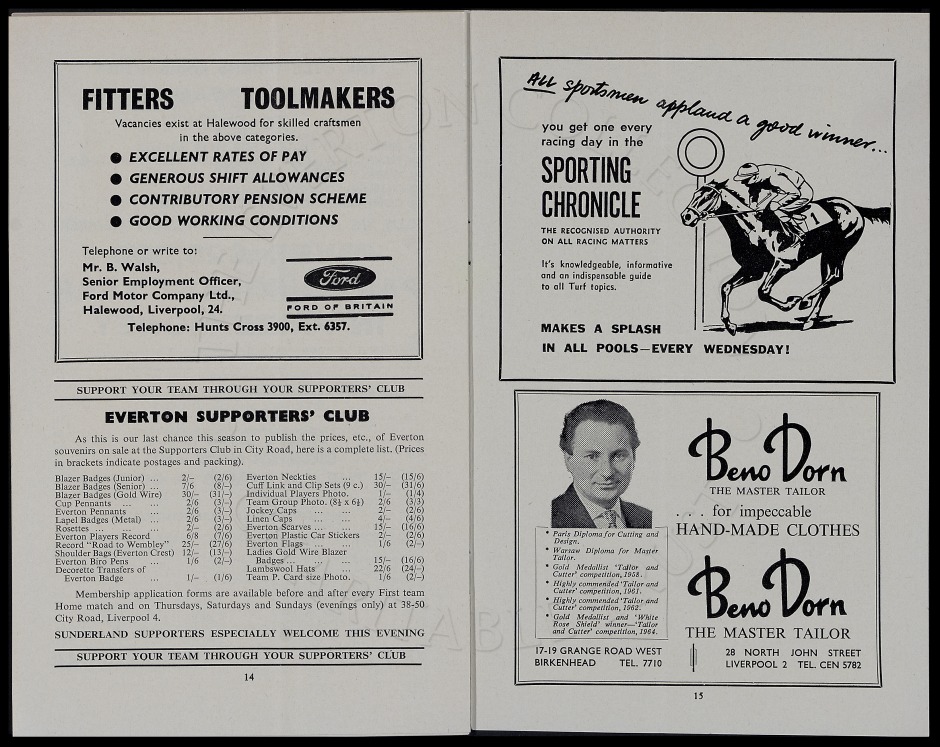 FITTERS TOOLMAKERS
Vacancies exist at Halewood for skilled craftsmen
in the above categories.
● EXCELLENT RATES OF PAY
● GENEROUS SHIFT ALLOWANCES
● CONTRIBUTORY PENSION SCHEME
● GOOD WORKING CONDITIONS
Telephone or write to:
Mr. B. Walsh,
Senior Employment Officer,
Ford Motor Company Ltd.,
Halewood, Liverpool, 24.
Ford
FORD OF BRITAIN
Telephone: Hunts Cross 3900, Ext. 6357.
SUPPORT YOUR TEAM THROUGH YOUR SUPPORTERS' CLUB
EVERTON SUPPORTERS' CLUB
As this is our last chance this season to publish the prices, etc., of Everton
souvenirs on sale at the Supporters Club in City Road, here is a complete list. (Prices
in brackets indicate postages and packing).
Blazer Badges (Junior) ... 2/– (2/6)
Blazer Badges (Senior) ... 7/6 (8/–)
Blazer Badges (Gold Wire) 30/– (31/–)
Cup Pennants ... ... 2/6 (3/–)
Everton Pennants ... 2/6 (3/–)
Lapel Badges (Metal) ... 2/6 (3/–)
Rosettes ... ... ... 2/– (2/6)
Everton Players Record 6/8 (7/6)
Record "Road to Wembley" 25/– (27/6)
Shoulder Bags (Everton Crest) 12/– (13/–)
Everton Biro Pens ... 1/6 (2/–)
Decorette Transfers of
Everton Badge ... 1/– (1/6)
Everton Neckties ... 15/– (15/6)
Cuff Link and Clip Sets (9 c.) 30/– (31/6)
Individual Players Photo. 1/– (1/4)
Team Group Photo. (8½ x 6½) 2/6 (3/3)
Jockey Caps ... ... 2/– (2/6)
Linen Caps ... ... 4/– (4/6)
Everton Scarves ... ... 15/– (16/6)
Everton Plastic Car Stickers 2/– (2/6)
Everton Flags ... ... 1/6 (2/–)
Ladies Gold Wire Blazer
Badges ... ... ... 15/– (16/6)
Lambswool Hats ... 22/6 (24/–)
Team P. Card size Photo. 1/6 (2/–)
Membership application forms are available before and after every First team
Home match and on Thursdays, Saturdays and Sundays (evenings only) at 38-50
City Road, Liverpool 4.
SUNDERLAND SUPPORTERS ESPECIALLY WELCOME THIS EVENING
SUPPORT YOUR TEAM THROUGH YOUR SUPPORTERS' CLUB
14
ALL sportsmen applaud a good winner...
you get one every
racing day in the
SPORTING
CHRONICLE
THE RECOGNISED AUTHORITY
ON ALL RACING MATTERS
It's knowledgeable, informative
and an indispensable guide
to all Turf topics.
1
MAKES A SPLASH
IN ALL POOLS—EVERY WEDNESDAY!
Beno Dorn
THE MASTER TAILOR
. . . for impeccable
HAND-MADE CLOTHES
Beno Dorn
THE MASTER TAILOR
* Paris Diploma for Cutting and
Design.
* Warsaw Diploma for Master
Tailor.
* Gold Medallist 'Tailor and
Cutter' competition, 1958.
* Highly commended 'Tailor and
Cutter' competition, 1961.
* Highly commended 'Tailor and
Cutter' competition, 1962.
* Gold Medallist and 'White
Rose Shield' winner—'Tailor
and Cutter' competition, 1964.
17-19 GRANGE ROAD WEST
BIRKENHEAD TEL. 7710
28 NORTH JOHN STREET
LIVERPOOL 2 TEL. CEN 5782
15